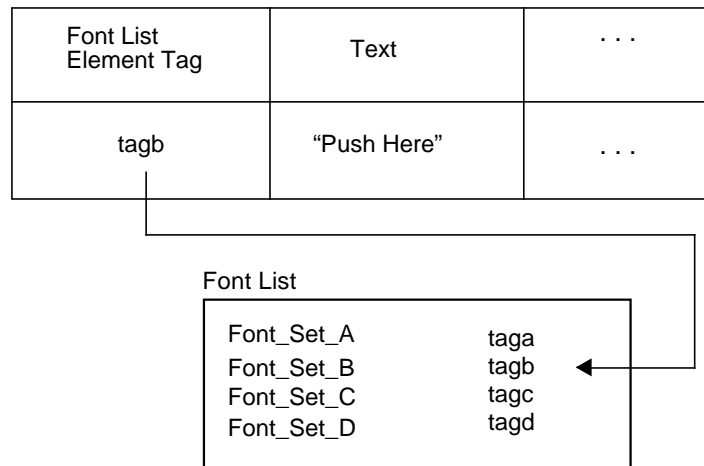 Font List
Element Tag
Text
. . .
tagb
“Push Here”
. . .
Font List
Font_Set_A taga
Font_Set_B tagb
Font_Set_C tagc
Font_Set_D tagd